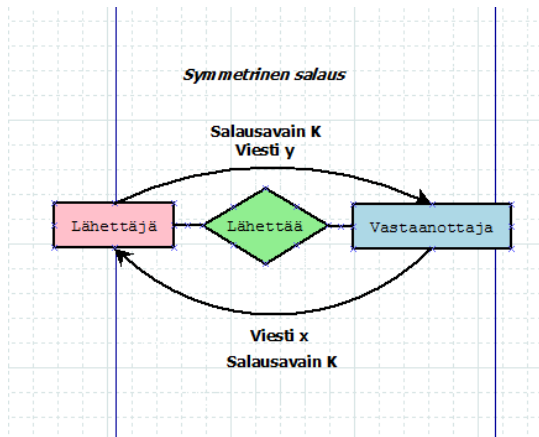 Symmetrinen salaus
Salausavain K
Viesti y
Lähettäjä
Lähettää
Vastaanottaja
Viesti x
Salausavain K